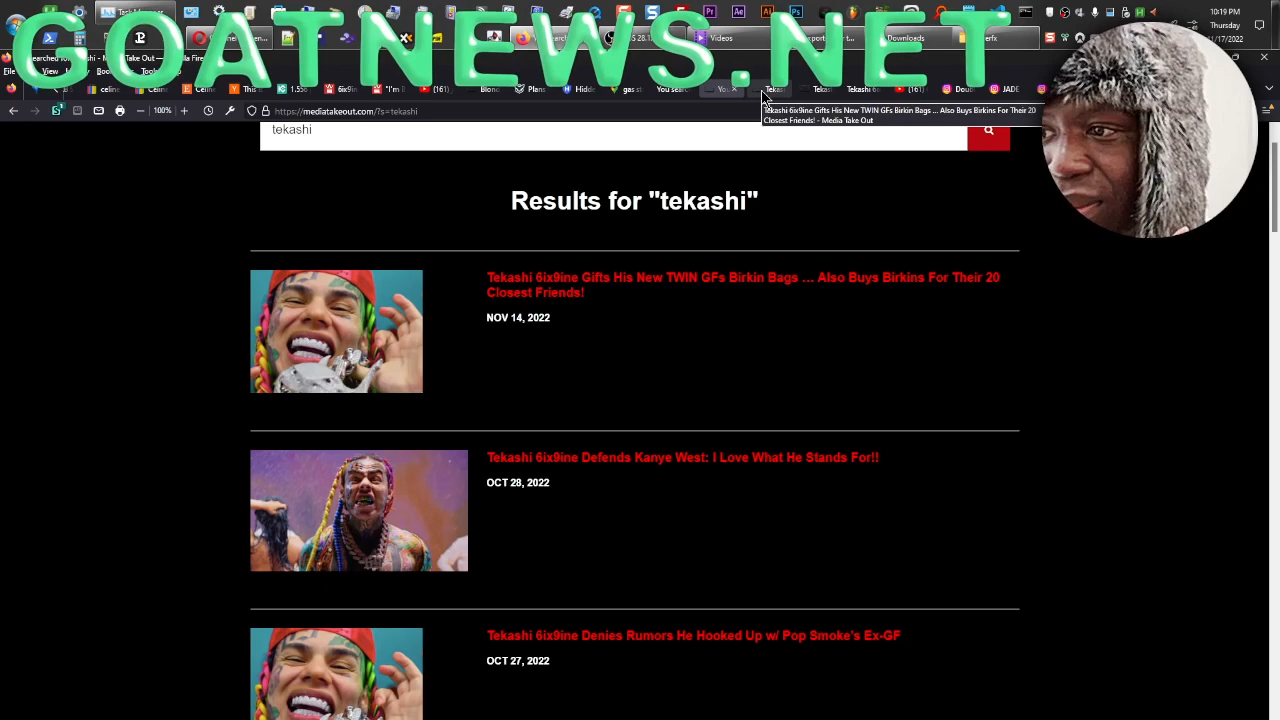 GOATNEWS.NET
10:19 PM
Thursday
11/17/2022
Videos
Downloads
Tekashi 6ix9ine Gifts His New TWIN GFs Birkin Bags ... Also Buys Birkins For Their 20
Closest Friends! - Media Take Out
100%
https://mediatakeout.com/?s=tekashi
tekashi
Results for "tekashi"
Tekashi 6ix9ine Gifts His New TWIN GFs Birkin Bags … Also Buys Birkins For Their 20
Closest Friends!
NOV 14, 2022
Tekashi 6ix9ine Defends Kanye West: I Love What He Stands For!!
OCT 28, 2022
Tekashi 6ix9ine Denies Rumors He Hooked Up w/ Pop Smoke's Ex-GF
OCT 27, 2022